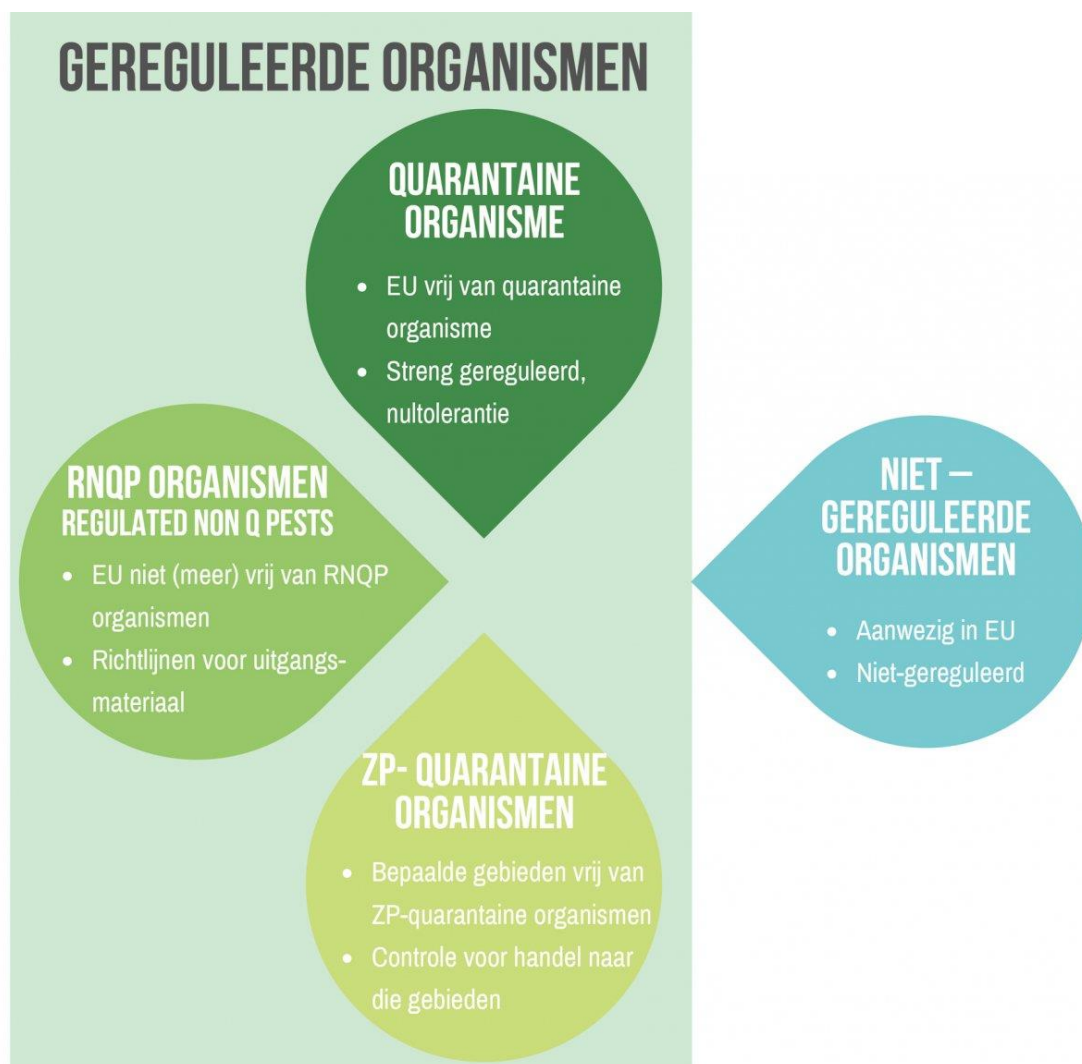 GEREGULEERDE ORGANISMEN
QUARANTAINE
ORGANISME
• EU vrij van quarantaine
organisme
• Streng gereguleerd,
nultolerantie
RNQP ORGANISMEN
REGULATED NON Q PESTS
• EU niet (meer) vrij van RNQP
organismen
• Richtlijnen voor uitgangs-
materiaal
NIET –
GEREGULEERDE
ORGANISMEN
• Aanwezig in EU
• Niet-gereguleerd
ZP- QUARANTAINE
ORGANISMEN
• Bepaalde gebieden vrij van
ZP-quarantaine organismen
• Controle voor handel naar
die gebieden